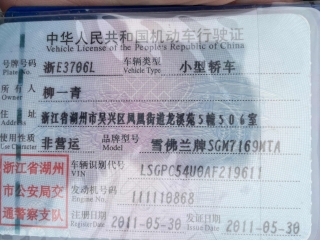 中华人民共和国机动车行驶证
Vehicle License of the People's Republic of China
号牌号码 Plate No. 浙E3706L 车辆类型 Vehicle Type 小型轿车
所有人 Owner 柳一青
住址 Address 浙江省湖州市吴兴区凤凰街道龙溪苑5幢506室
使用性质 Use Character 非营运 品牌型号 Model 雪佛兰牌SGM7169MTA
浙江省湖州市公安局交通警察支队
车辆识别代号 VIN LSGPC54U0AF219611
发动机号码 Engine No. 111110868
注册日期 Register Date 2011-05-30 发证日期 Issue Date 2011-05-30